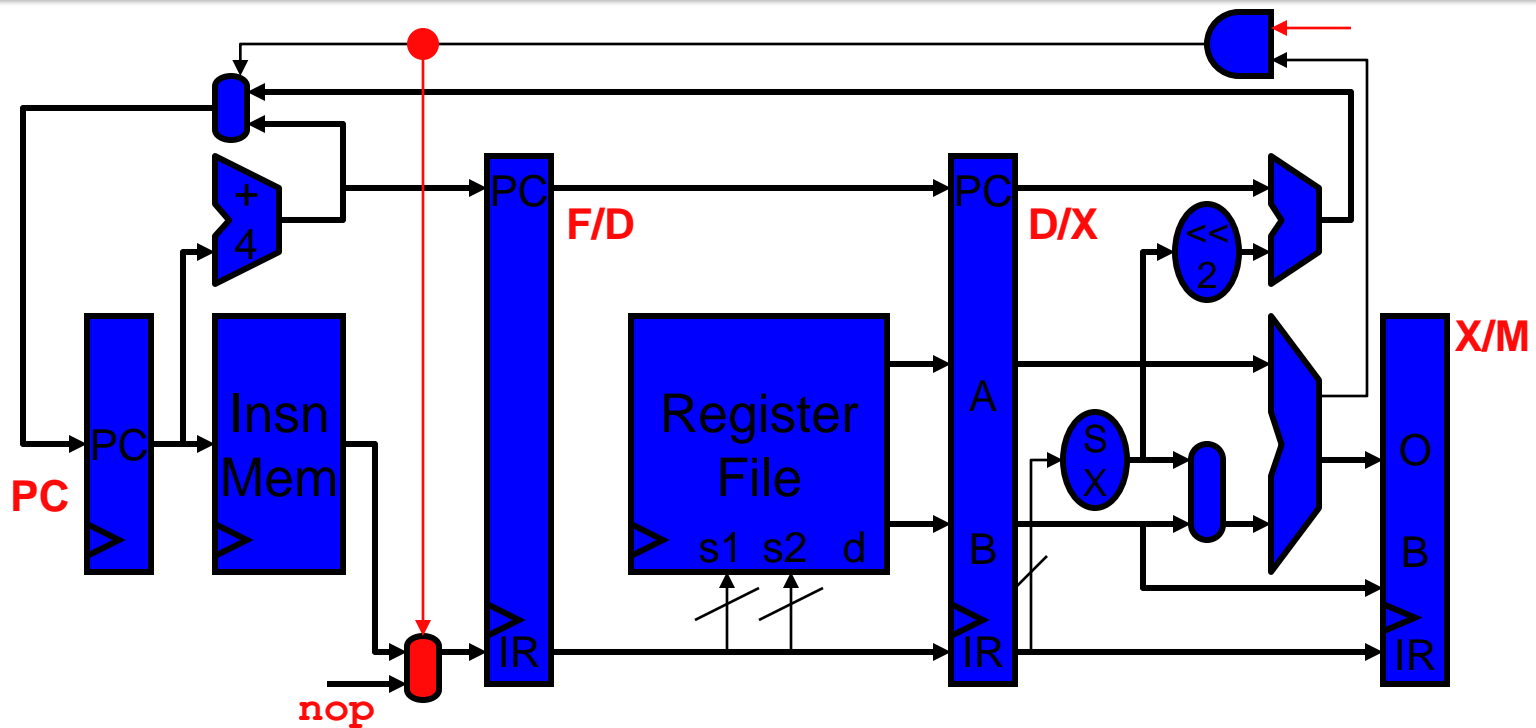 +
4
PC
PC
F/D
D/X
<<
2
X/M
PC
PC
Insn
Mem
Register
File
s1 s2 d
A
B
S
X
O
B
IR
IR
IR
nop